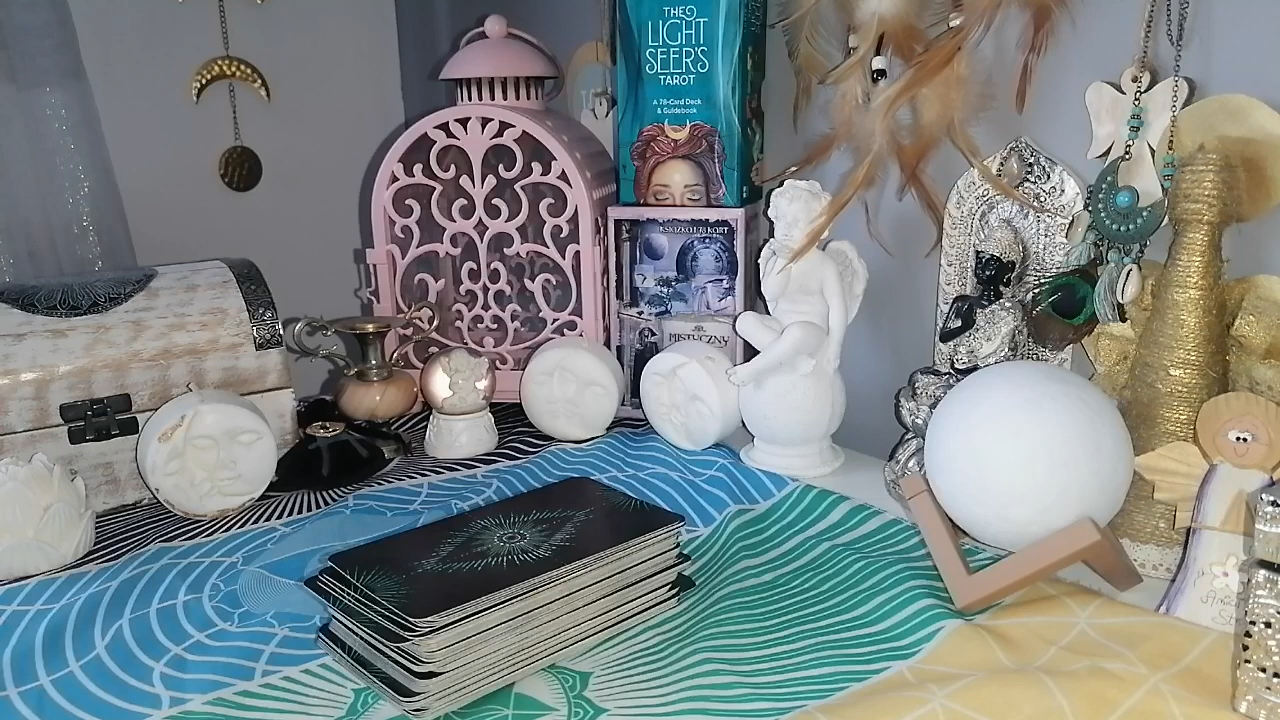 THE
LIGHT
SEER'S
TAROT
A 78-Card Deck
& Guidebook
KSIĄŻKA I 78 KART
MISTYCZNY